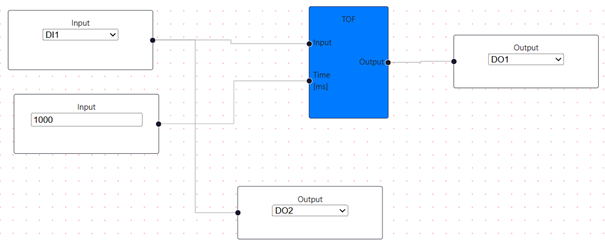 Input
DI1
Input
1000
TOF
Input
Time
[ms]
Output
Output
DO1
Output
DO2